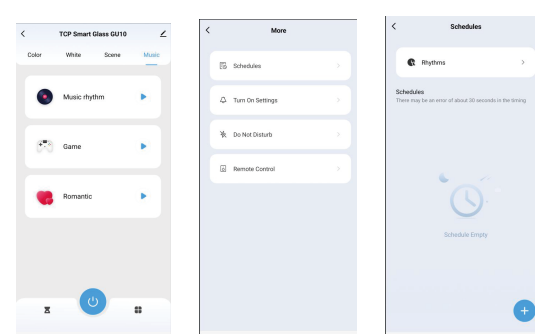 TCP Smart Glass GU10
Color White Scene Music
Music rhythm
Game
Romantic
More
Schedules
Turn On Settings
Do Not Disturb
Remote Control
Schedules
Rhythms
Schedules
There may be an error of about 30 seconds in the timing
Schedule Empty